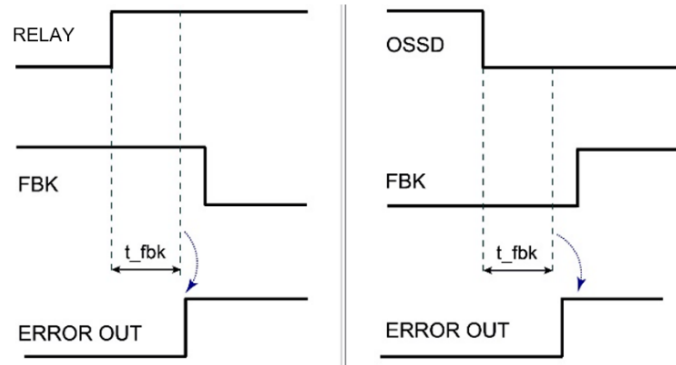 RELAY
FBK
t_fbk
ERROR OUT
OSSD
FBK
t_fbk
ERROR OUT